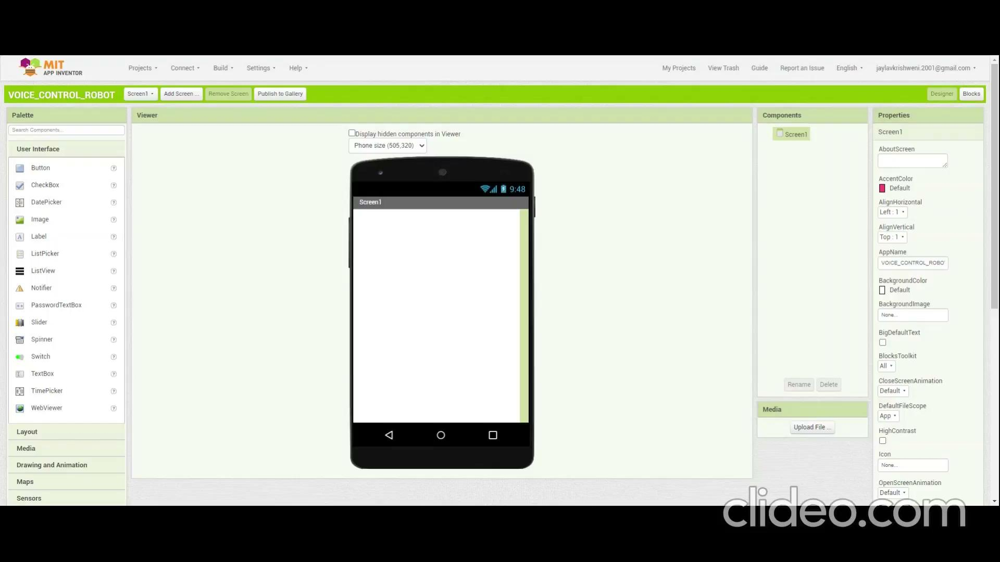 MIT
APP INVENTOR
Projects
Connect
Build
Settings
Help
My Projects
View Trash
Guide
Report an Issue
English
jaylavkrishweni.2001@gmail.com
VOICE_CONTROL_ROBOT
Screen1
Add Screen ...
Remove Screen
Publish to Gallery
Designer
Blocks
Palette
Search Components...
User Interface
Button
CheckBox
DatePicker
Image
Label
ListPicker
ListView
Notifier
PasswordTextBox
Slider
Spinner
Switch
TextBox
TimePicker
WebViewer
Layout
Media
Drawing and Animation
Maps
Sensors
Viewer
Display hidden components in Viewer
Phone size (505,320)
9:48
Screen1
Components
Screen1
Rename
Delete
Media
Upload File ...
Properties
Screen1
AboutScreen
AccentColor
Default
AlignHorizontal
Left : 1
AlignVertical
Top : 1
AppName
VOICE_CONTROL_ROBO
BackgroundColor
Default
BackgroundImage
None...
BigDefaultText
BlocksToolkit
All
CloseScreenAnimation
Default
DefaultFileScope
App
HighContrast
Icon
None...
OpenScreenAnimation
Default
clideo.com